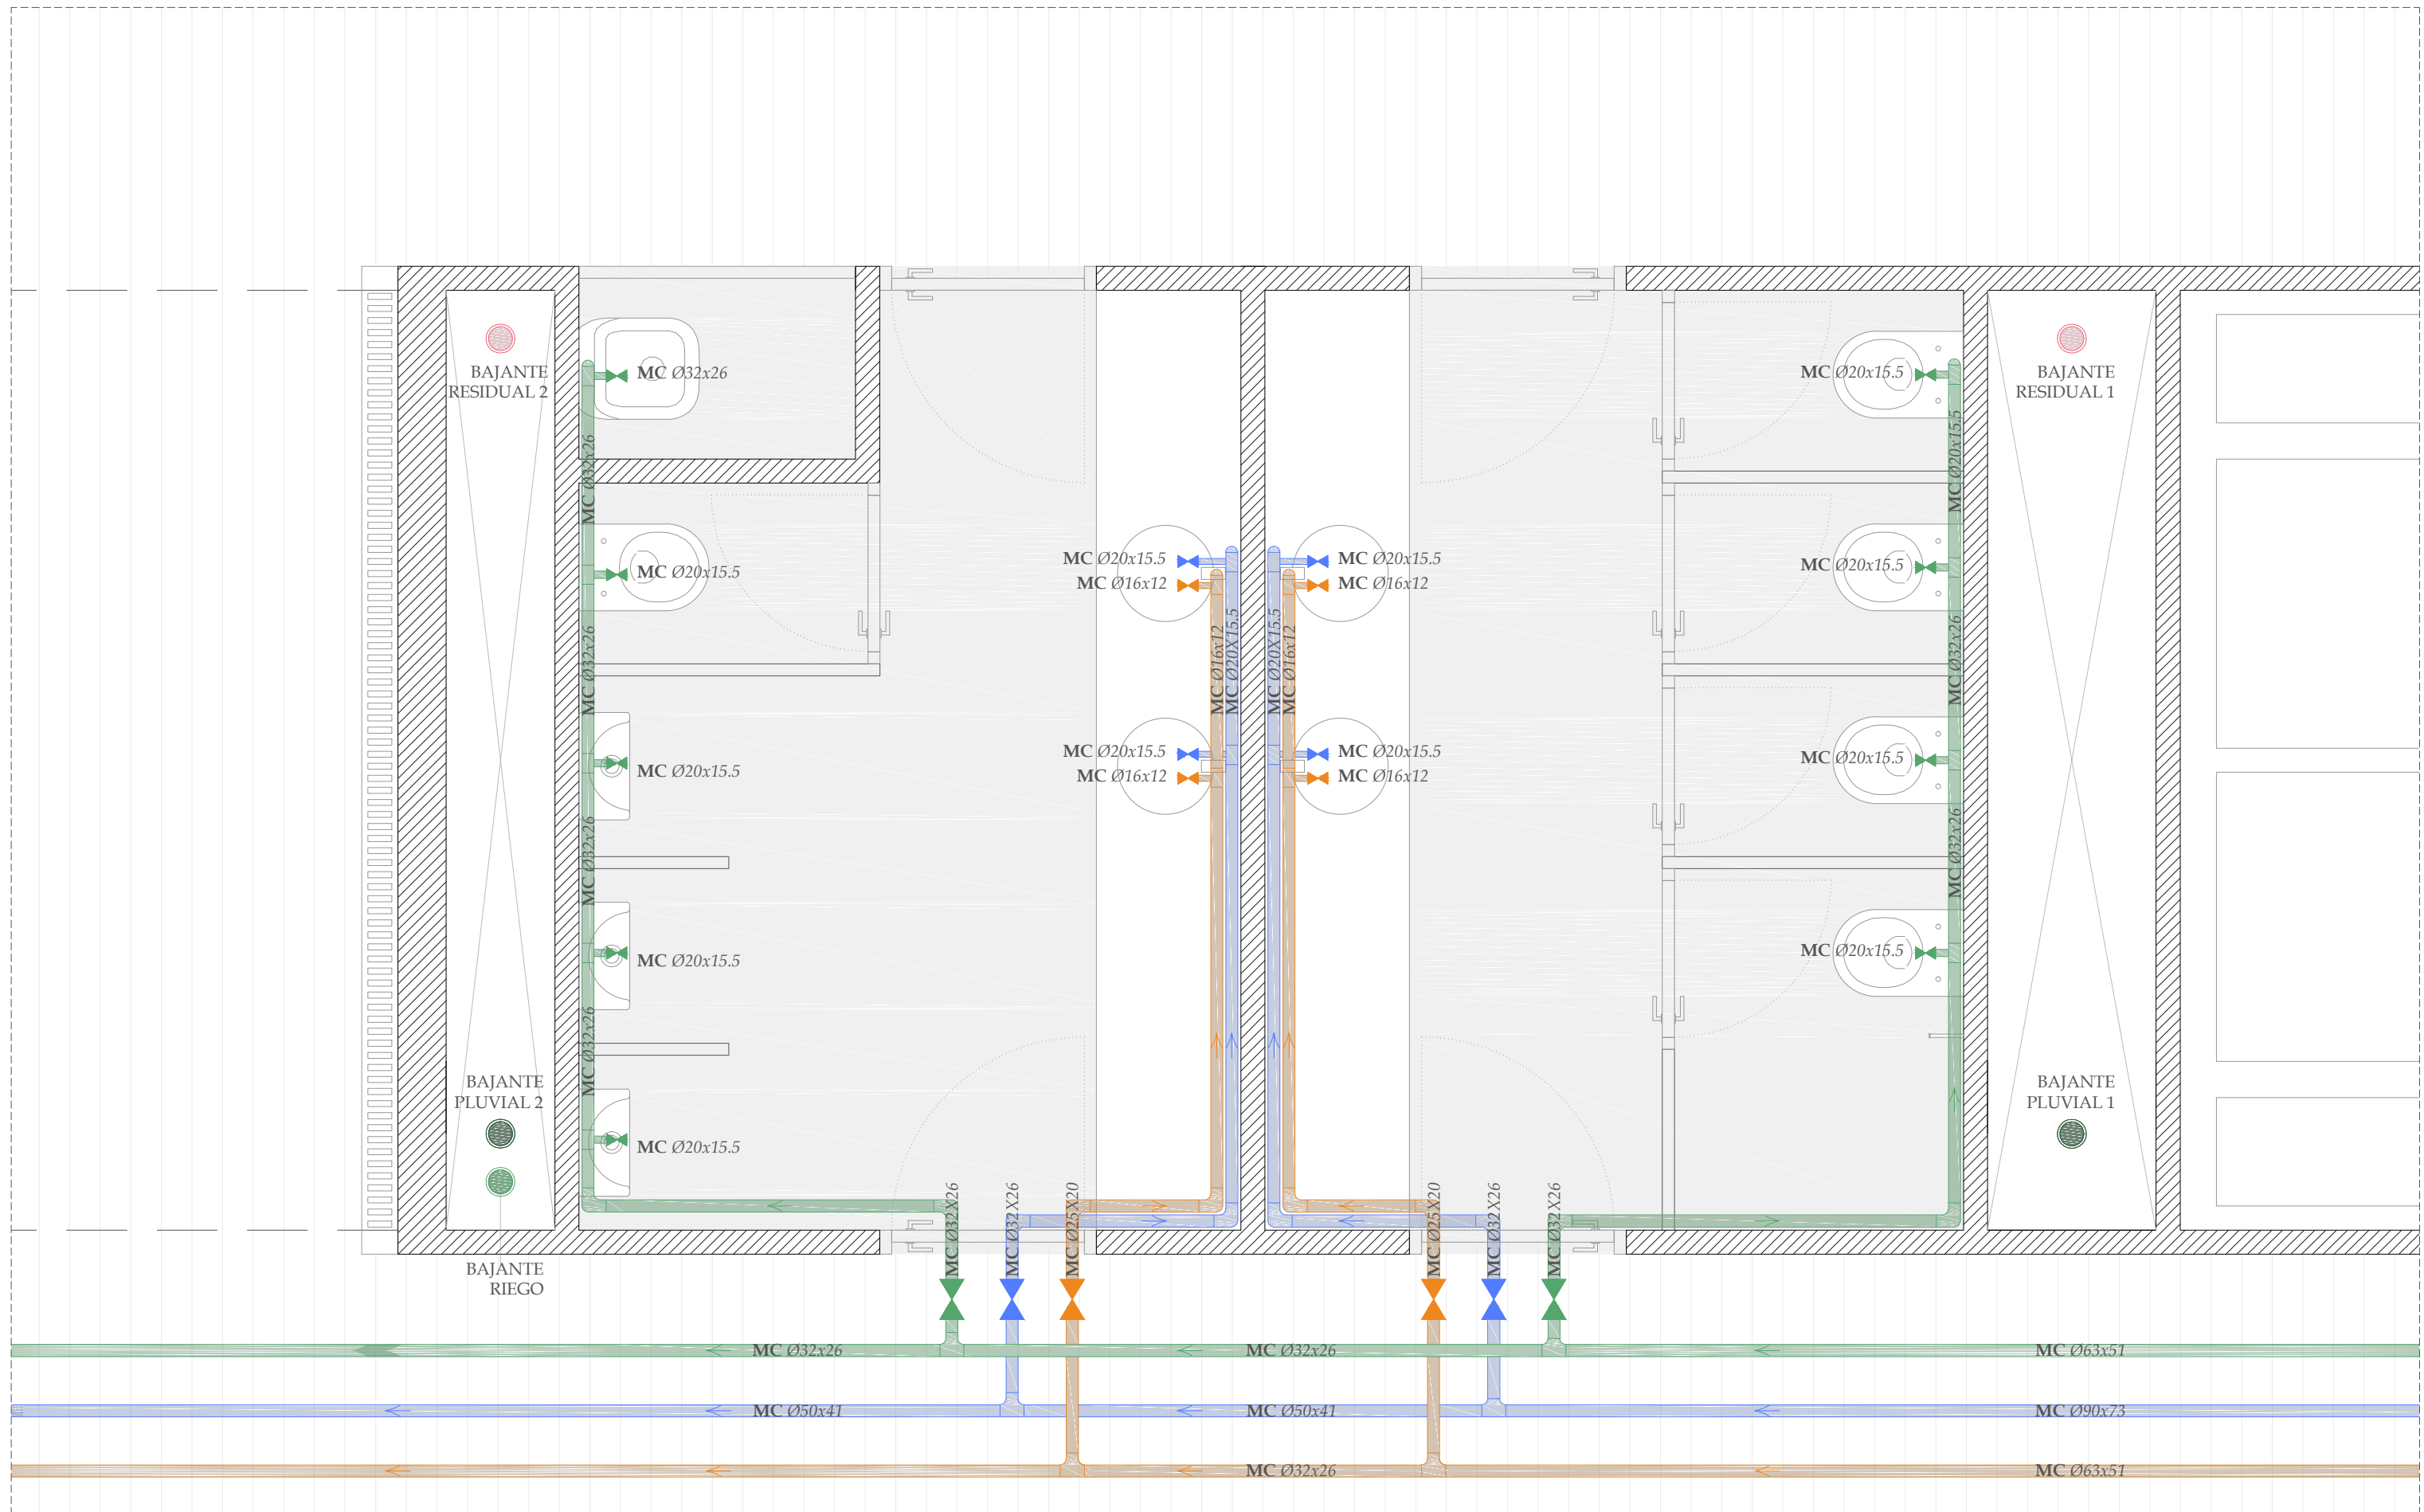 BAJANTE
RESIDUAL 2
MC Ø32x26
MC Ø20x15.5
BAJANTE
RESIDUAL 1
MC Ø32x26
MC Ø20x15.5
MC Ø20x15.5
MC Ø20x15.5
MC Ø16x12
MC Ø20x15.5
MC Ø16x12
MC Ø20x15.5
MC Ø32x26
MC Ø16x12
MC Ø20X15.5
MC Ø20X15.5
MC Ø16x12
MC Ø32x26
MC Ø20x15.5
MC Ø20x15.5
MC Ø16x12
MC Ø20x15.5
MC Ø16x12
MC Ø20x15.5
MC Ø32x26
MC Ø32x26
MC Ø20x15.5
MC Ø20x15.5
MC Ø32x26
BAJANTE
PLUVIAL 2
MC Ø20x15.5
BAJANTE
PLUVIAL 1
MC Ø32X26
MC Ø32X26
MC Ø25X20
MC Ø25X20
MC Ø32X26
MC Ø32X26
BAJANTE
RIEGO
MC Ø32x26
MC Ø32x26
MC Ø63x51
MC Ø50x41
MC Ø50x41
MC Ø90x73
MC Ø32x26
MC Ø63x51